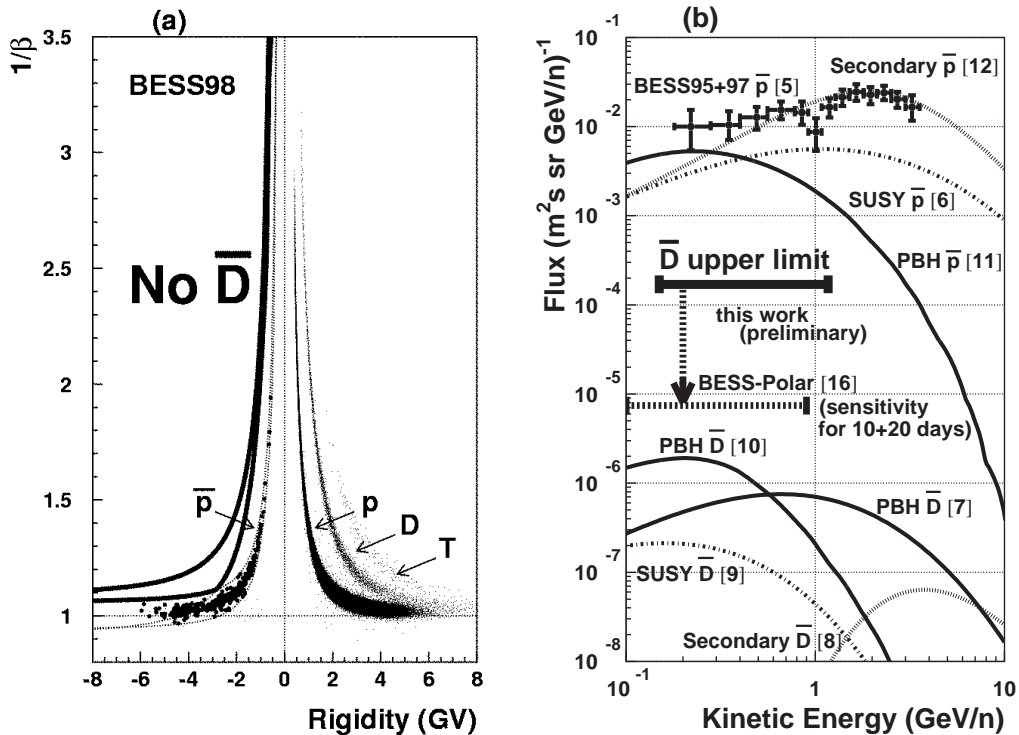 (a)
1/β
3.5
3
2.5
2
1.5
1
BESS98
No D̅
p̅
p
D
T
-8 -6 -4 -2 0 2 4 6 8
Rigidity (GV)
(b)
Flux (m²s sr GeV/n)⁻¹
10⁻¹
10⁻²
10⁻³
10⁻⁴
10⁻⁵
10⁻⁶
10⁻⁷
10⁻⁸
Secondary p̅ [12]
BESS95+97 p̅ [5]
SUSY p̅ [6]
PBH p̅ [11]
D̅ upper limit
this work
(preliminary)
BESS-Polar [16]
(sensitivity
for 10+20 days)
PBH D̅ [10]
PBH D̅ [7]
SUSY D̅ [9]
Secondary D̅ [8]
10⁻¹ 1 10
Kinetic Energy (GeV/n)